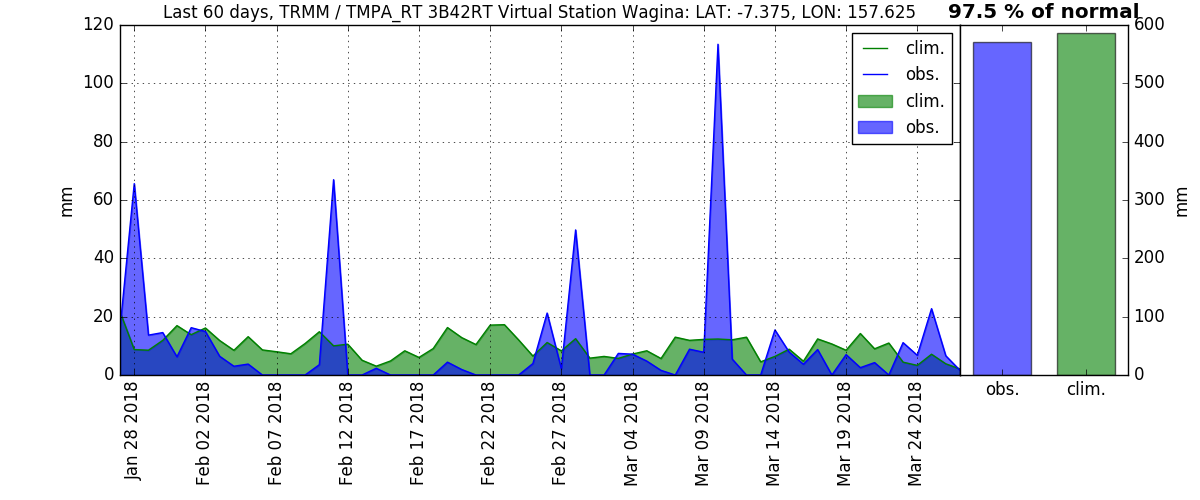 Last 60 days, TRMM / TMPA_RT 3B42RT Virtual Station Wagina: LAT: -7.375, LON: 157.625
97.5 % of normal
120
100
80
60
40
20
0
mm
clim.
obs.
clim.
obs.
600
500
400
300
200
100
0
mm
Jan 28 2018
Feb 02 2018
Feb 07 2018
Feb 12 2018
Feb 17 2018
Feb 22 2018
Feb 27 2018
Mar 04 2018
Mar 09 2018
Mar 14 2018
Mar 19 2018
Mar 24 2018
obs.
clim.